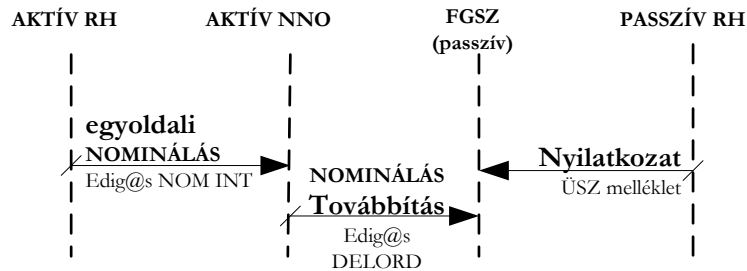 AKTÍV RH
AKTÍV NNO
FGSZ
(passzív)
PASSZÍV RH
egyoldali
NOMINÁLÁS
Edig@s NOM INT
NOMINÁLÁS
Továbbítás
Edig@s
DELORD
Nyilatkozat
ÜSZ melléklet